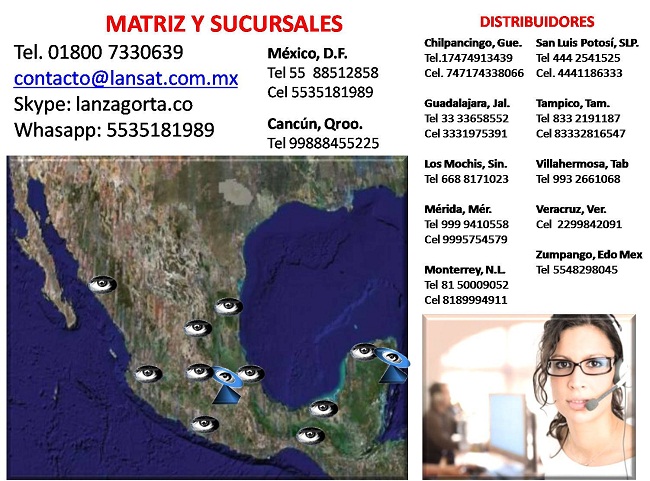 MATRIZ Y SUCURSALES
Tel. 01800 7330639
contacto@lansat.com.mx
Skype: lanzagorta.co
Whasapp: 5535181989
México, D.F.
Tel 55 88512858
Cel 5535181989
Cancún, Qroo.
Tel 99888455225
DISTRIBUIDORES
Chilpancingo, Gue.
Tel.17474913439
Cel. 747174338066
Guadalajara, Jal.
Tel 33 33658552
Cel 3331975391
Los Mochis, Sin.
Tel 668 8171023
Mérida, Mér.
Tel 999 9410558
Cel 9995754579
Monterrey, N.L.
Tel 81 50009052
Cel 8189994911
San Luis Potosí, SLP.
Tel 444 2541525
Cel. 4441186333
Tampico, Tam.
Tel 833 2191187
Cel 83332816547
Villahermosa, Tab
Tel 993 2661068
Veracruz, Ver.
Cel 2299842091
Zumpango, Edo Mex
Tel 5548298045